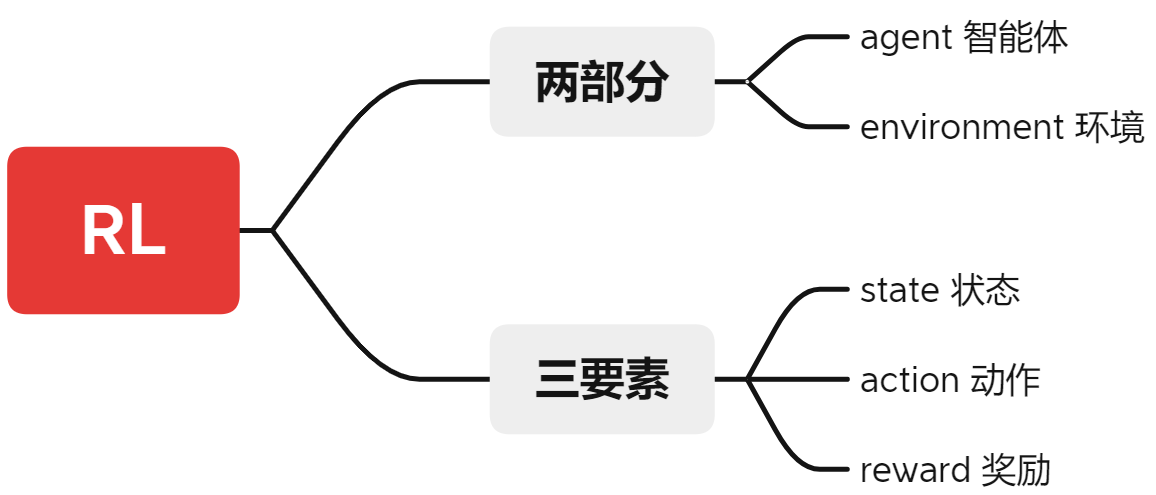 RL
两部分
agent 智能体
environment 环境
三要素
state 状态
action 动作
reward 奖励